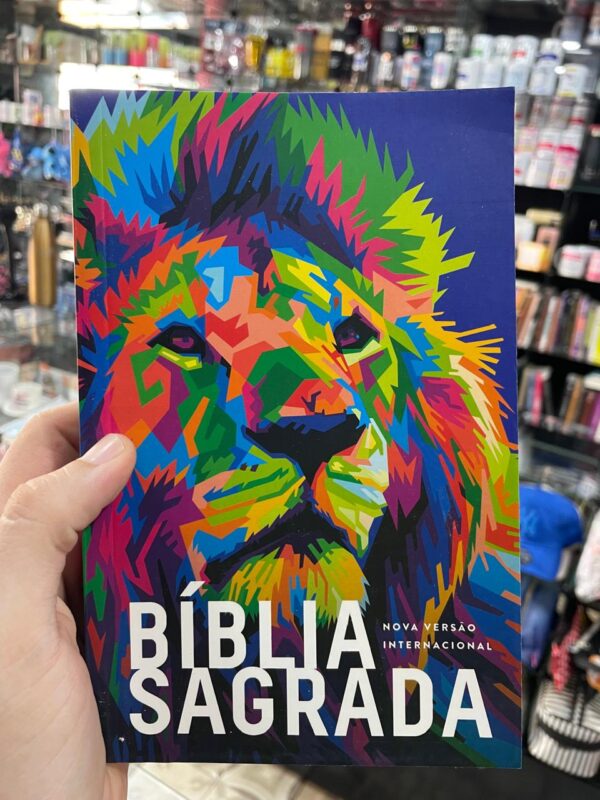 BÍBLIA
SAGRADA
NOVA VERSÃO
INTERNACIONAL